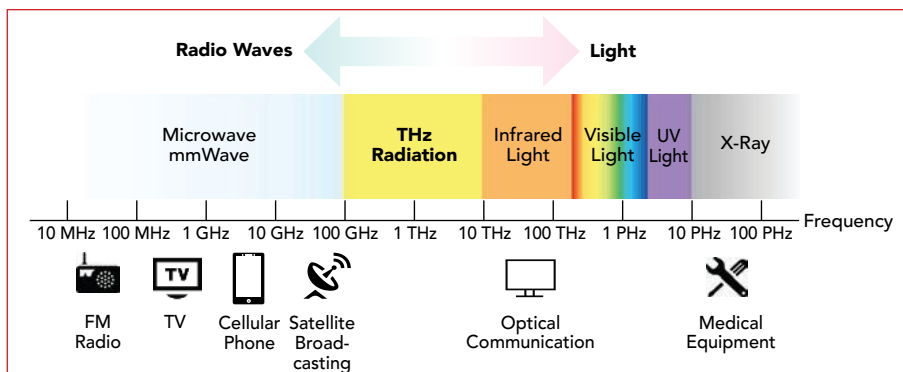 Radio Waves Light
Microwave
mmWave
THz
Radiation
Infrared
Light
Visible
Light
UV
Light
X-Ray
10 MHz 100 MHz 1 GHz 10 GHz 100 GHz 1 THz 10 THz 100 THz 1 PHz 10 PHz 100 PHz Frequency
TV
FM
Radio
TV
Cellular
Phone
Satellite
Broad-
casting
Optical
Communication
Medical
Equipment